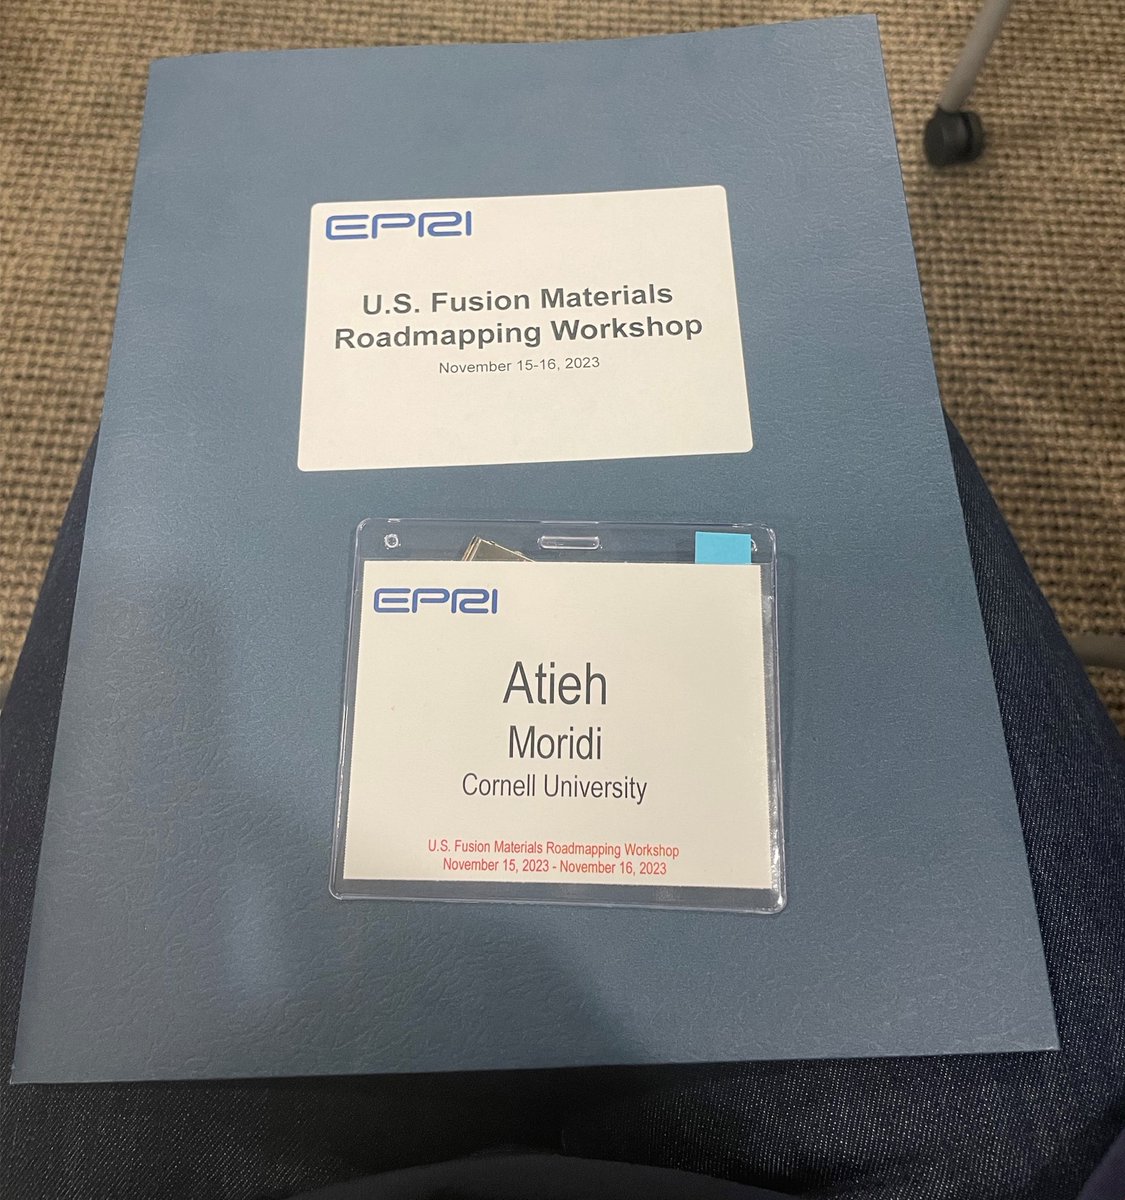 EPRI
U.S. Fusion Materials
Roadmapping Workshop
November 15-16, 2023
EPRI
Atieh
Moridi
Cornell University
U.S. Fusion Materials Roadmapping Workshop
November 15, 2023 - November 16, 2023